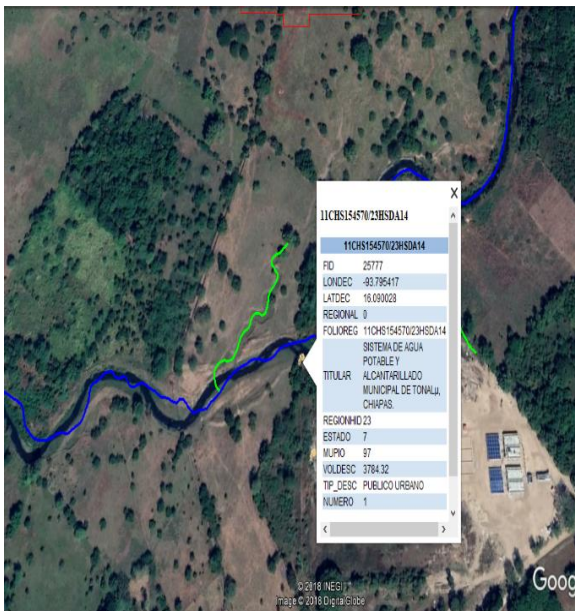 X
11CHS154570/23HSDA14
11CHS154570/23HSDA14
FID 25777
LONDEC -93.795417
LATDEC 16.090028
REGIONAL 0
FOLIOREG 11CHS154570/23HSDA14
SISTEMA DE AGUA
POTABLE Y
TITULAR ALCANTARILLADO
MUNICIPAL DE TONALµ,
CHIAPAS.
REGIONHID 23
ESTADO 7
MUPIO 97
VOLDESC 3784.32
TIP_DESC PUBLICO URBANO
NUMERO 1
© 2018 INEGI
Image © 2018 DigitalGlobe
Goog